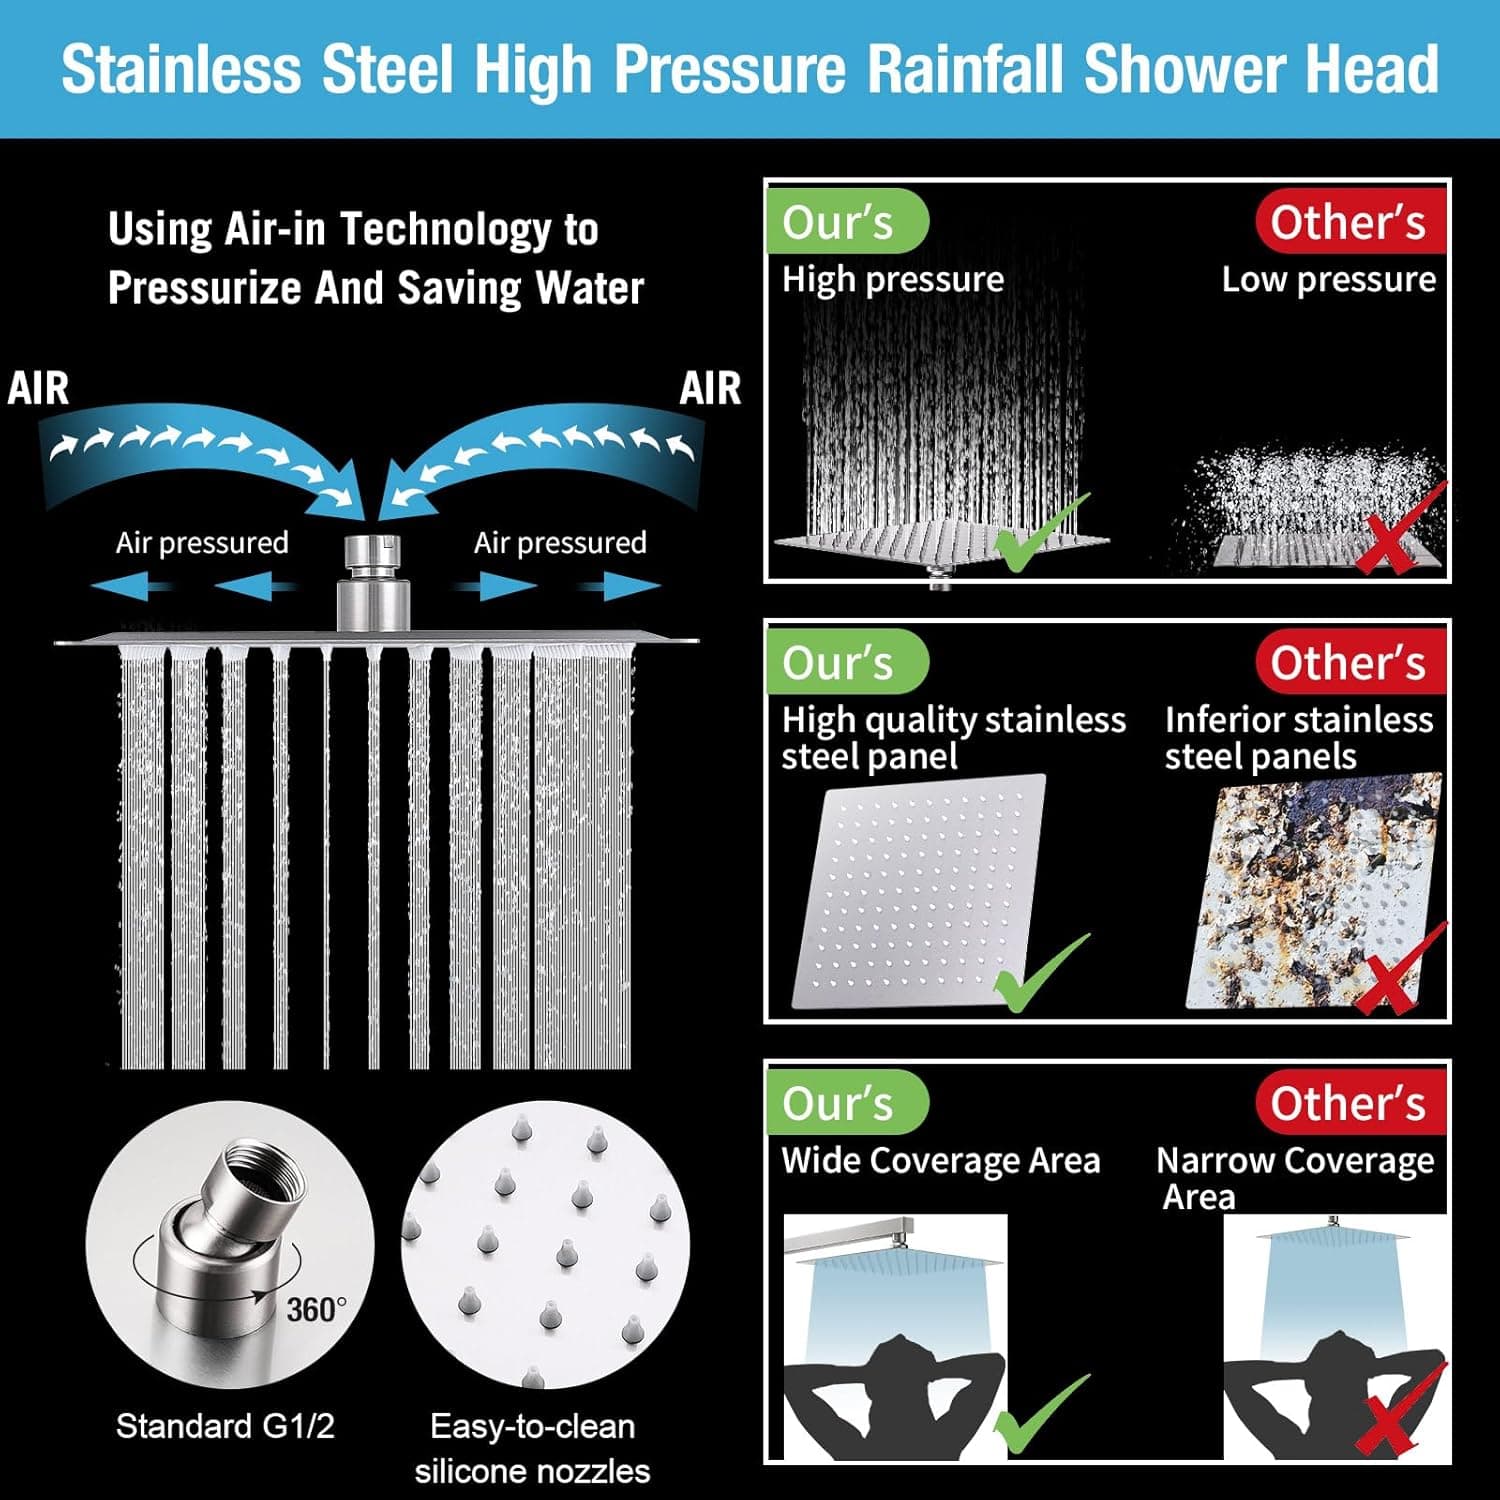 Stainless Steel High Pressure Rainfall Shower Head
Using Air-in Technology to
Pressurize And Saving Water
AIR
AIR
Air pressured
Air pressured
360°
Standard G1/2
Easy-to-clean
silicone nozzles
Our's
Other's
High pressure
Low pressure
Our's
Other's
High quality stainless
steel panel
Inferior stainless
steel panels
Our's
Other's
Wide Coverage Area
Narrow Coverage
Area